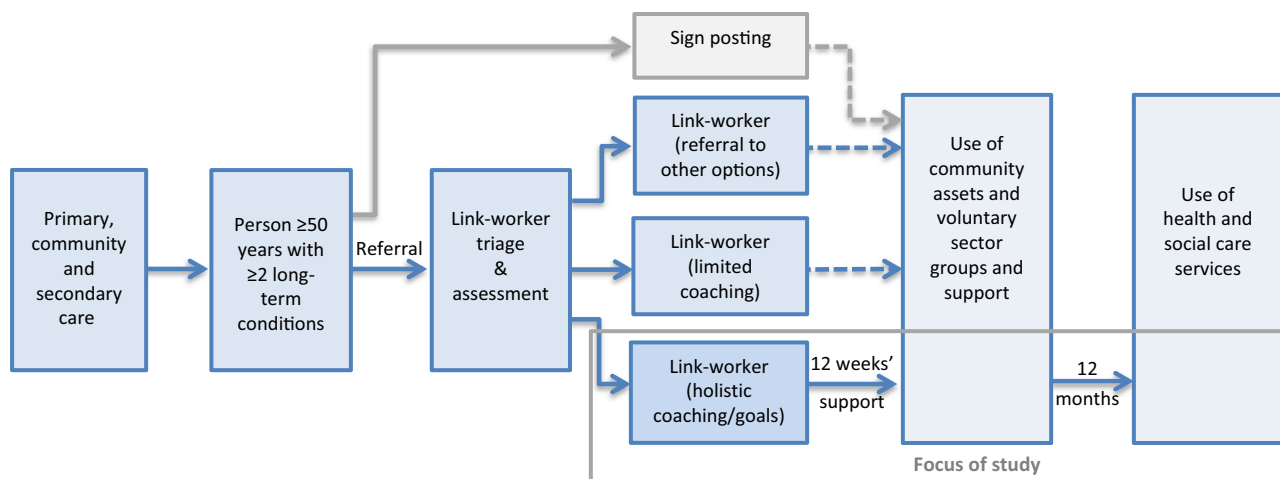 Sign posting
Primary,
community
and
secondary
care
Person ≥50
years with
≥2 long-
term
conditions
Referral
Link-worker
triage
&
assessment
Link-worker
(referral to
other options)
Link-worker
(limited
coaching)
Link-worker
(holistic
coaching/goals)
12 weeks’
support
Use of
community
assets and
voluntary
sector
groups and
support
12
months
Use of
health and
social care
services
Focus of study